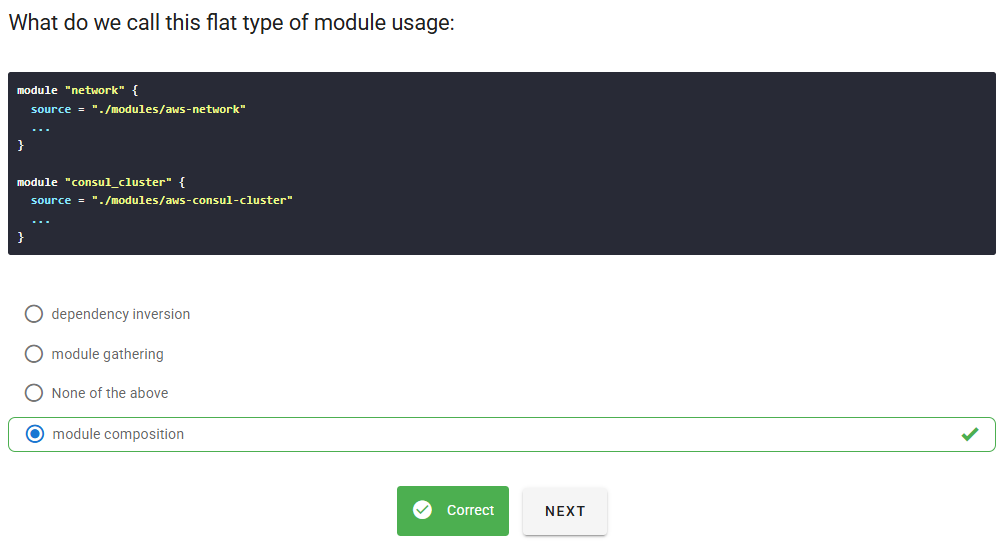 What do we call this flat type of module usage:
module "network" {
  source = "./modules/aws-network"
  ...
}
module "consul_cluster" {
  source = "./modules/aws-consul-cluster"
  ...
}
dependency inversion
module gathering
None of the above
module composition
Correct
NEXT